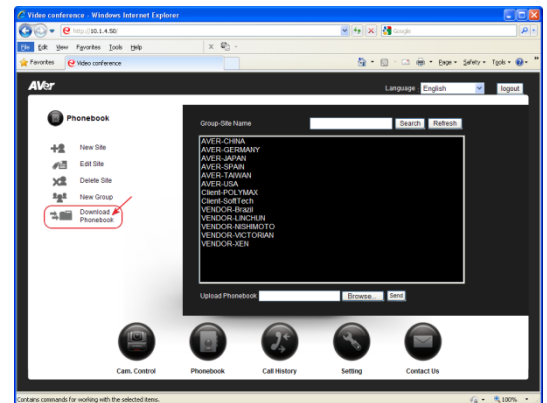 Video conference - Windows Internet Explorer
http://10.1.4.50/
Google
File Edit View Favorites Tools Help
Favorites Video conference
Page Safety Tools
AVer
Language : English logout
Phonebook
New Site
Edit Site
Delete Site
New Group
Download
Phonebook
Group-Site Name Search Refresh
AVER-CHINA
AVER-GERMANY
AVER-JAPAN
AVER-SPAIN
AVER-TAIWAN
AVER-USA
Client-POLYMAX
Client-SoftTech
VENDOR-Brazil
VENDOR-LINCHUN
VENDOR-NISHIMOTO
VENDOR-VICTORIAN
VENDOR-XEN
Upload Phonebook Browse... Send
Cam. Control Phonebook Call History Setting Contact Us
Contains commands for working with the selected items. 100%